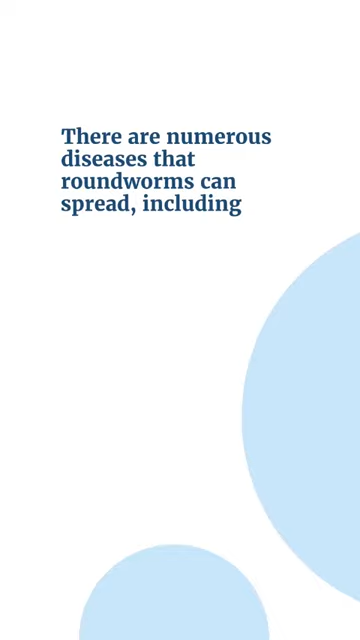 There are numerous
diseases that
roundworms can
spread, including